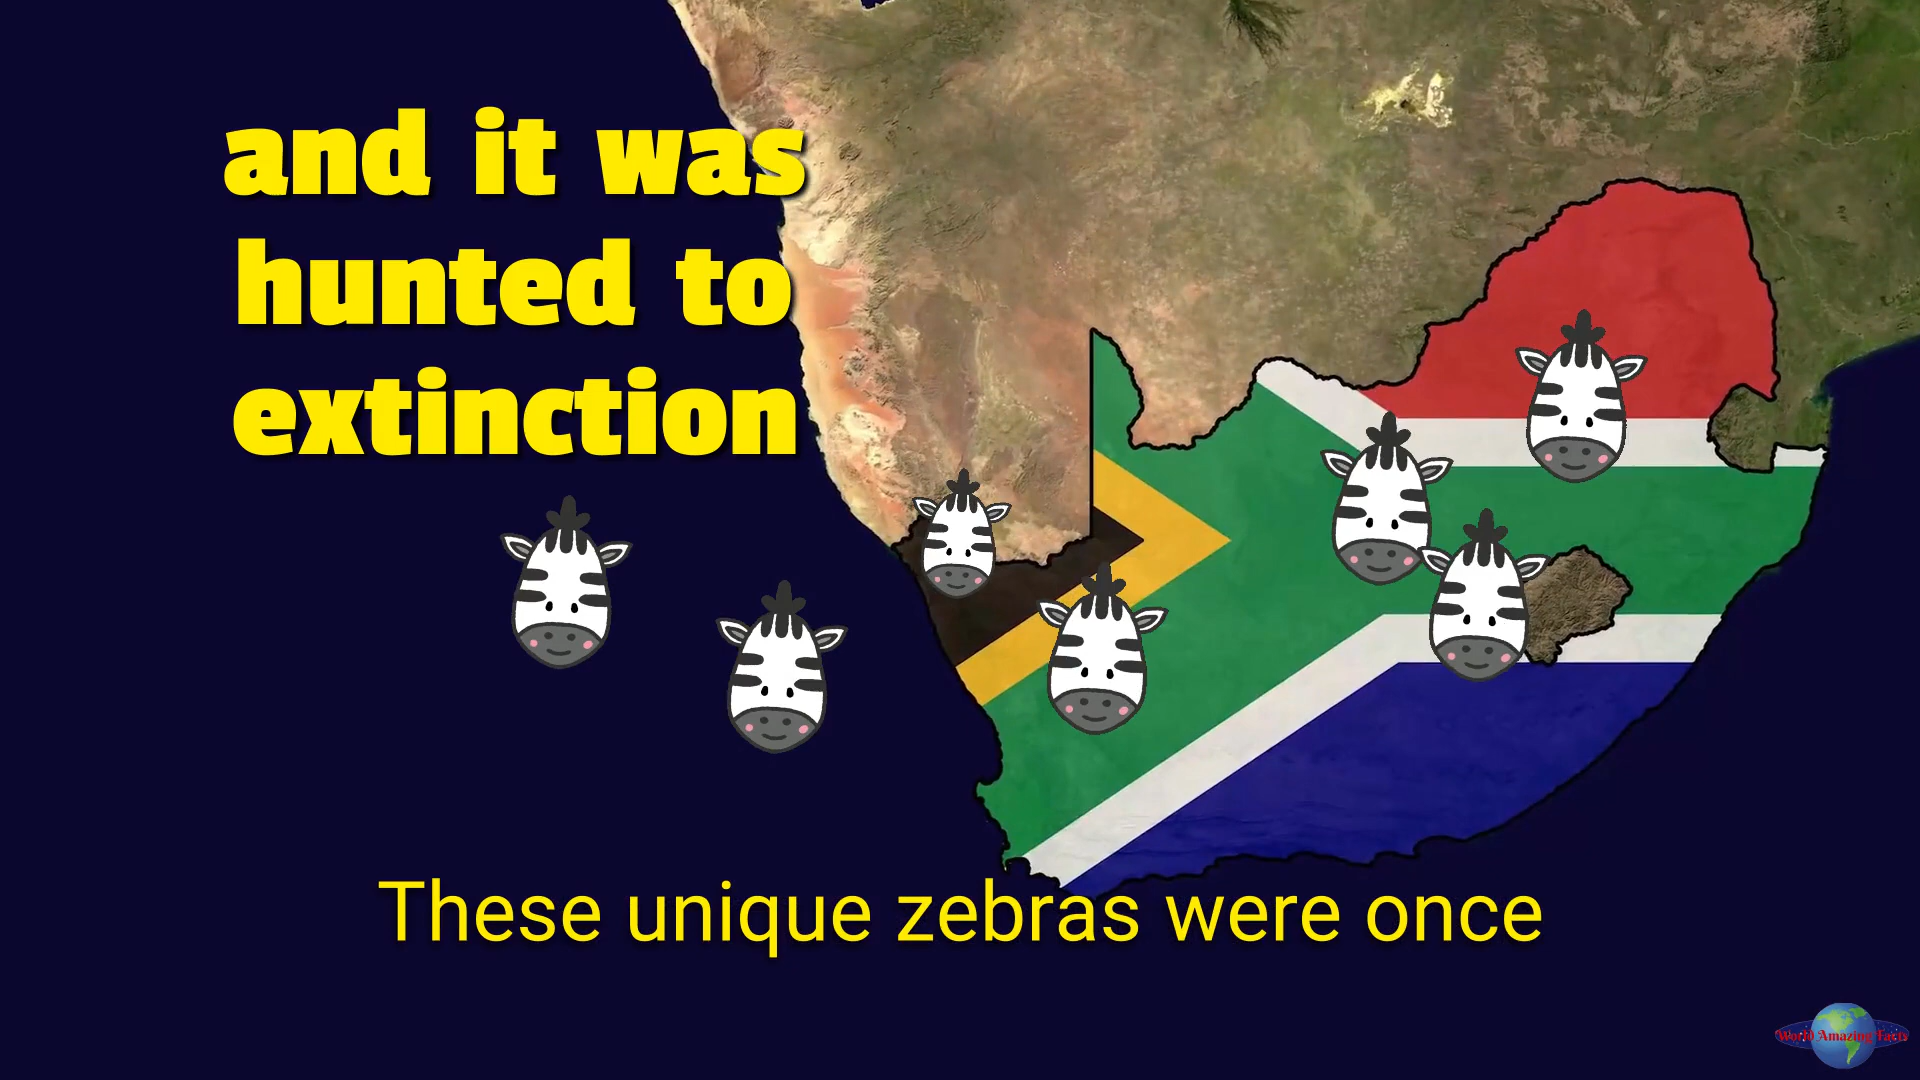 and it was
hunted to
extinction
These unique zebras were once
World Amazing Facts